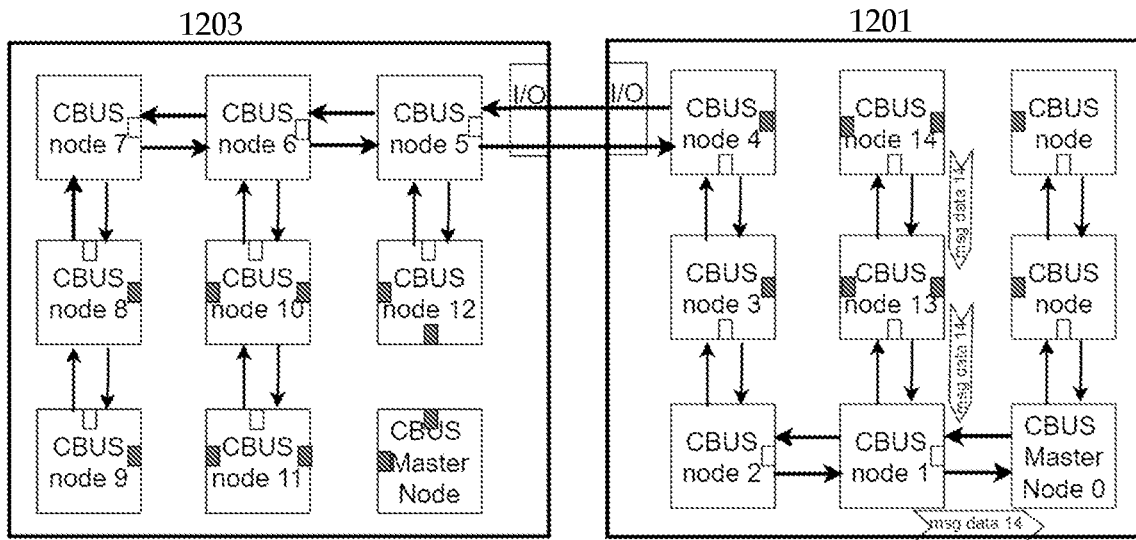 1203
1201
CBUS
node 7
CBUS
node 6
CBUS
node 5
I/O
I/O
CBUS
node 4
CBUS
node 14
CBUS
node
msg data 14
CBUS
node 8
CBUS
node 10
CBUS
node 12
CBUS
node 3
CBUS
node 13
CBUS
node
msg data 14
CBUS
node 9
CBUS
node 11
CBUS
Master
Node
CBUS
node 2
CBUS
node 1
CBUS
Master
Node 0
msg data 14